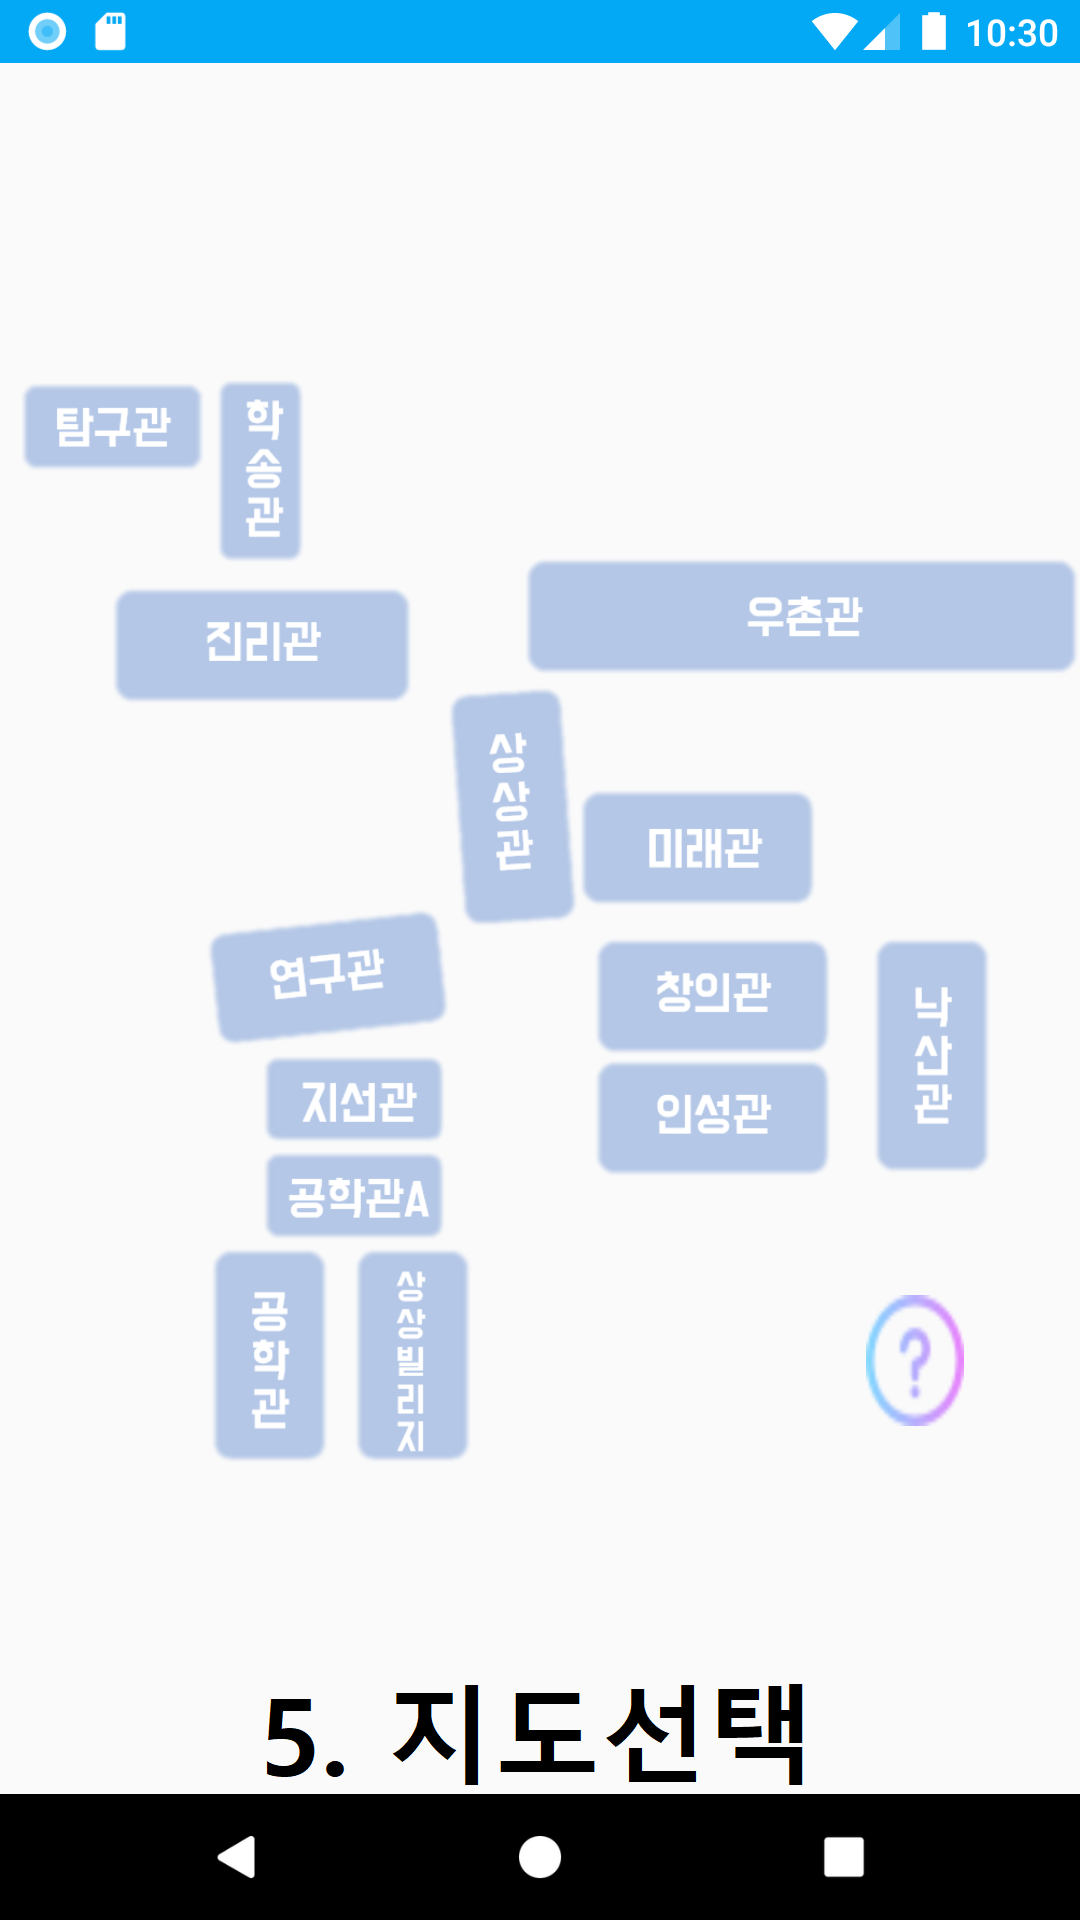 10:30
탐구관
학송관
진리관
우촌관
상상관
미래관
연구관
창의관
낙산관
지선관
인성관
공학관A
공학관
상상빌리지
?
5. 지도선택